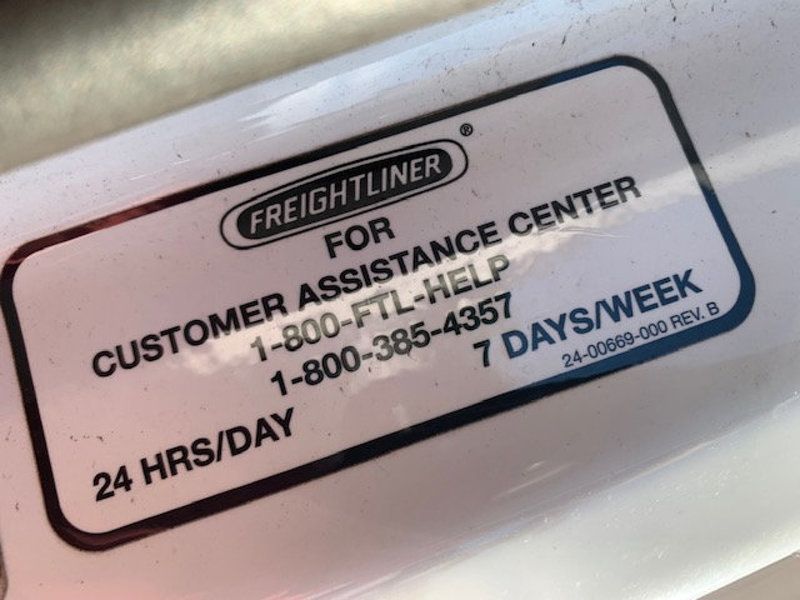 FREIGHTLINER®
FOR
CUSTOMER ASSISTANCE CENTER
1-800-FTL-HELP
1-800-385-4357
24 HRS/DAY 7 DAYS/WEEK
24-00669-000 REV. B